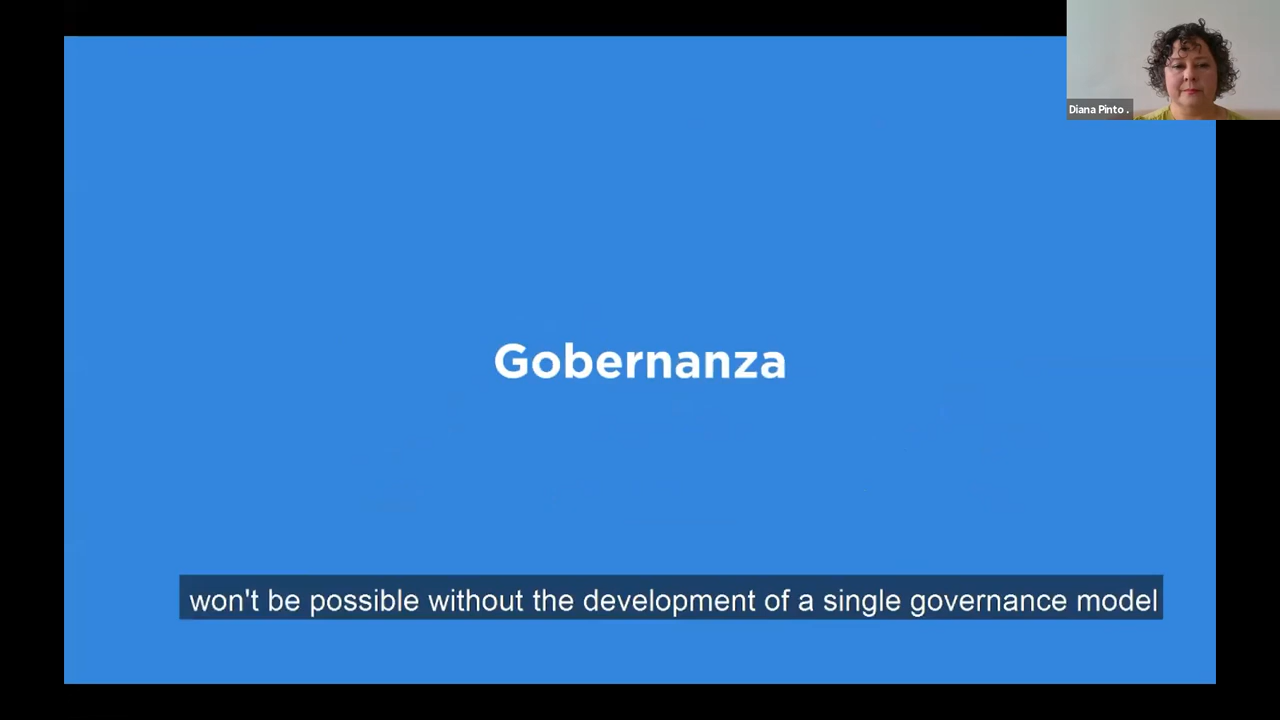 Diana Pinto .
Gobernanza
won't be possible without the development of a single governance model